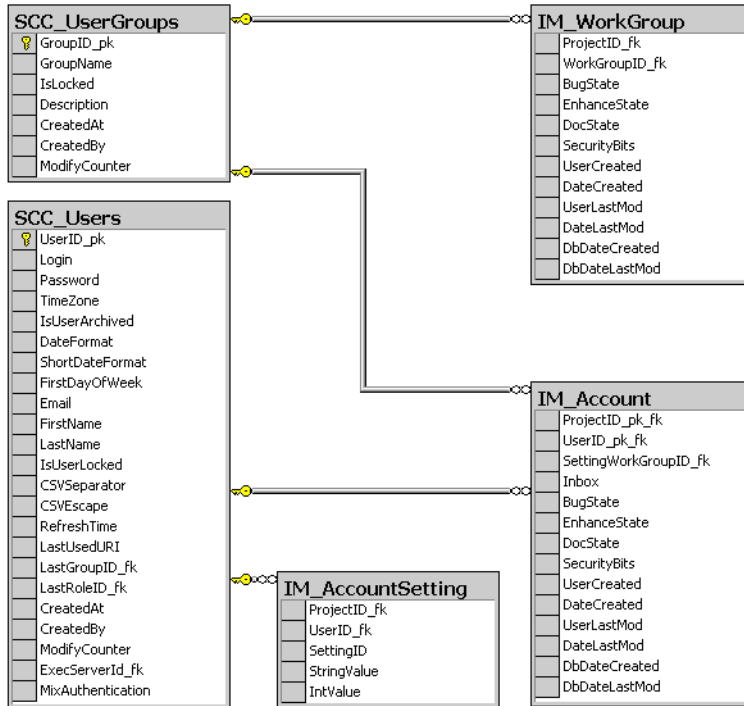 SCC_UserGroups
GroupID_pk
GroupName
IsLocked
Description
CreatedAt
CreatedBy
ModifyCounter
IM_WorkGroup
ProjectID_fk
WorkGroupID_fk
BugState
EnhanceState
DocState
SecurityBits
UserCreated
DateCreated
UserLastMod
DateLastMod
DbDateCreated
DbDateLastMod
SCC_Users
UserID_pk
Login
Password
TimeZone
IsUserArchived
DateFormat
ShortDateFormat
FirstDayOfWeek
Email
FirstName
LastName
IsUserLocked
CSVSeparator
CSVEscape
RefreshTime
LastUsedURI
LastGroupID_fk
LastRoleID_fk
CreatedAt
CreatedBy
ModifyCounter
ExecServerId_fk
MixAuthentication
IM_AccountSetting
ProjectID_fk
UserID_fk
SettingID
StringValue
IntValue
IM_Account
ProjectID_pk_fk
UserID_pk_fk
SettingWorkGroupID_fk
Inbox
BugState
EnhanceState
DocState
SecurityBits
UserCreated
DateCreated
UserLastMod
DateLastMod
DbDateCreated
DbDateLastMod